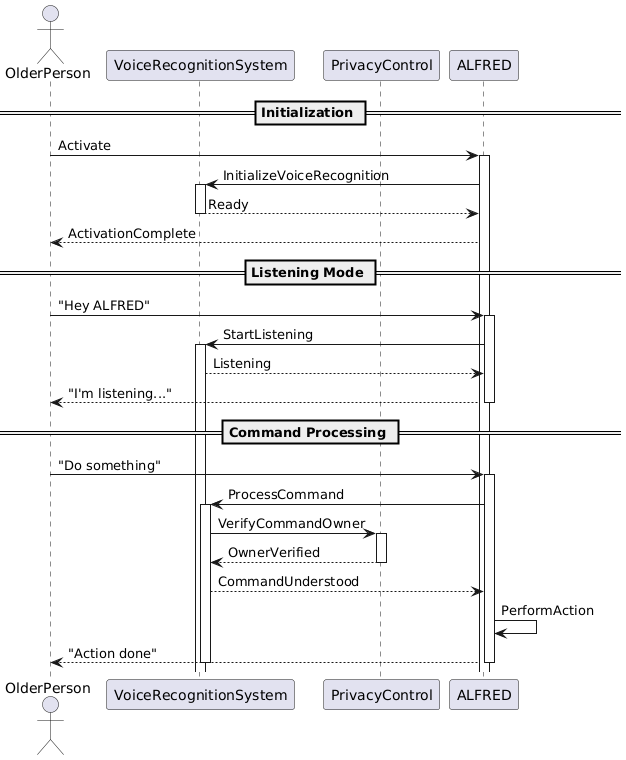 OlderPerson
VoiceRecognitionSystem
PrivacyControl
ALFRED
Initialization
Activate
InitializeVoiceRecognition
Ready
ActivationComplete
Listening Mode
"Hey ALFRED"
StartListening
Listening
"I'm listening..."
Command Processing
"Do something"
ProcessCommand
VerifyCommandOwner
OwnerVerified
CommandUnderstood
PerformAction
"Action done"
OlderPerson
VoiceRecognitionSystem
PrivacyControl
ALFRED